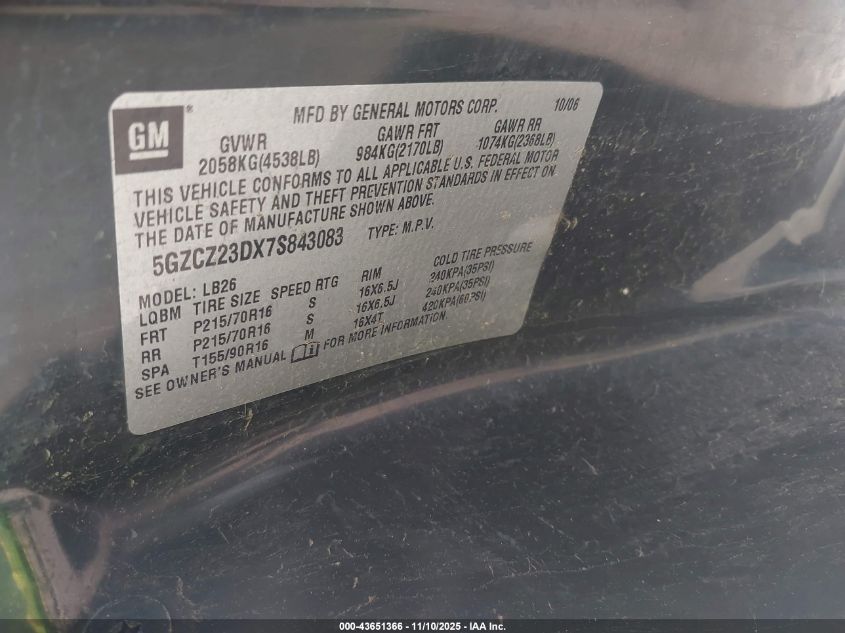 GM ® MFD BY GENERAL MOTORS CORP. 10/06
GVWR GAWR FRT GAWR RR
2058KG(4538LB) 984KG(2170LB) 1074KG(2368LB)
THIS VEHICLE CONFORMS TO ALL APPLICABLE U.S. FEDERAL MOTOR
VEHICLE SAFETY AND THEFT PREVENTION STANDARDS IN EFFECT ON
THE DATE OF MANUFACTURE SHOWN ABOVE.
5GZCZ23DX7S843083 TYPE: M.P.V.
MODEL: LB26
LQBM TIRE SIZE SPEED RTG RIM COLD TIRE PRESSURE
FRT P215/70R16 S 16X6.5J 240KPA(35PSI)
RR P215/70R16 S 16X6.5J 240KPA(35PSI)
SPA T155/90R16 M 16X4T 420KPA(60PSI)
SEE OWNER'S MANUAL FOR MORE INFORMATION.
000-43651366 - 11/10/2025 - IAA Inc.